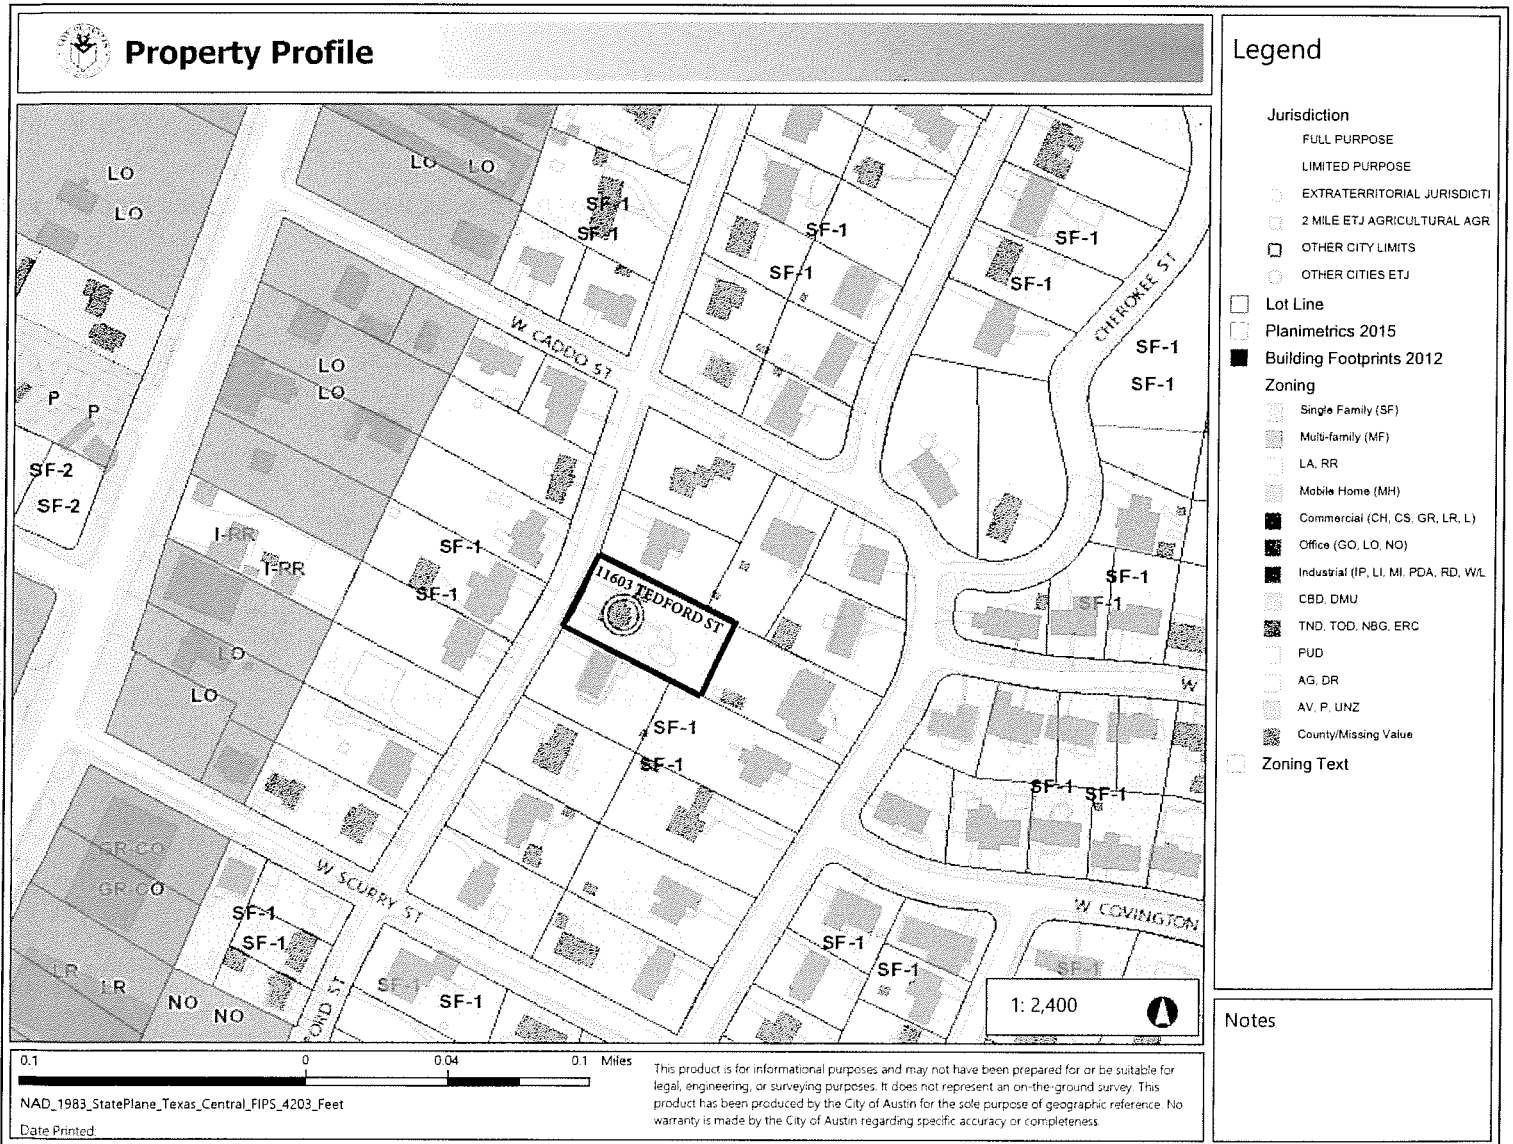 Property Profile
LO
LO
LO LO
SF-1
SF-1
SF-1
SF-1
SF-1
SF-1
CHEROKEE ST
SF-1
SF-1
W CADDO ST
LO
LO
P
P
SF-2
SF-2
I-RR
I-RR
SF-1
SF-1
11603 TEDFORD ST
SF-1
SF-1
LO
LO
W
SF-1
SF-1
SF-1
SF-1
GR-CO
GR-CO
W SCURRY ST
W COVINGTON
SF-1
SF-1
SF-1
SF-1
SF-1
SF-1
SF-1
LR
LR
NO
NO
ORD ST
1: 2,400
Legend
Jurisdiction
FULL PURPOSE
LIMITED PURPOSE
EXTRATERRITORIAL JURISDICTI
2 MILE ETJ AGRICULTURAL AGR
OTHER CITY LIMITS
OTHER CITIES ETJ
Lot Line
Planimetrics 2015
Building Footprints 2012
Zoning
Single Family (SF)
Multi-family (MF)
LA, RR
Mobile Home (MH)
Commercial (CH, CS, GR, LR, L)
Office (GO, LO, NO)
Industrial (IP, LI, MI, PDA, RD, W/L
CBD, DMU
TND, TOD, NBG, ERC
PUD
AG, DR
AV, P, UNZ
County/Missing Value
Zoning Text
Notes
0.1 0 0.04 0.1 Miles
NAD_1983_StatePlane_Texas_Central_FIPS_4203_Feet
Date Printed:
This product is for informational purposes and may not have been prepared for or be suitable for
legal, engineering, or surveying purposes. It does not represent an on-the-ground survey. This
product has been produced by the City of Austin for the sole purpose of geographic reference. No
warranty is made by the City of Austin regarding specific accuracy or completeness.